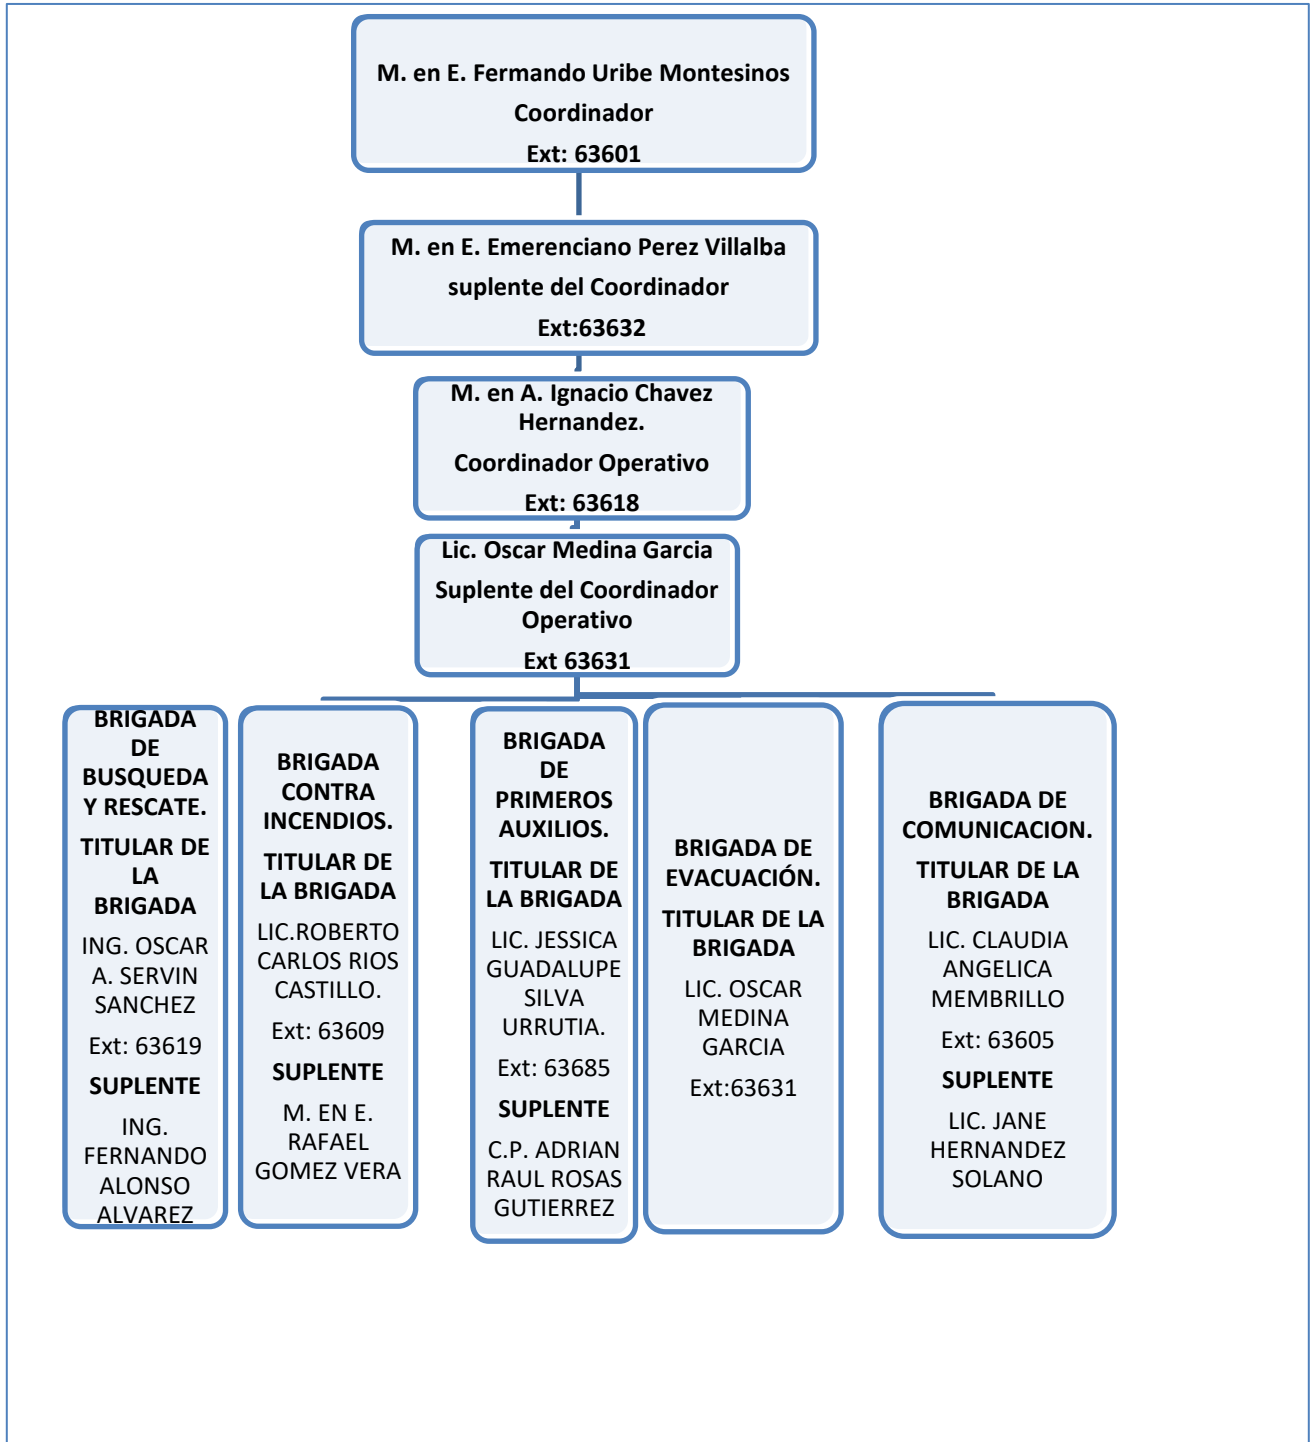 M. en E. Fermando Uribe Montesinos
Coordinador
Ext: 63601
M. en E. Emerenciano Perez Villalba
suplente del Coordinador
Ext:63632
M. en A. Ignacio Chavez
Hernandez.
Coordinador Operativo
Ext: 63618
Lic. Oscar Medina Garcia
Suplente del Coordinador
Operativo
Ext 63631
BRIGADA
DE
BUSQUEDA
Y RESCATE.
TITULAR DE
LA
BRIGADA
ING. OSCAR
A. SERVIN
SANCHEZ
Ext: 63619
SUPLENTE
ING.
FERNANDO
ALONSO
ALVAREZ
BRIGADA
CONTRA
INCENDIOS.
TITULAR DE
LA BRIGADA
LIC.ROBERTO
CARLOS RIOS
CASTILLO.
Ext: 63609
SUPLENTE
M. EN E.
RAFAEL
GOMEZ VERA
BRIGADA
DE
PRIMEROS
AUXILIOS.
TITULAR DE
LA BRIGADA
LIC. JESSICA
GUADALUPE
SILVA
URRUTIA.
Ext: 63685
SUPLENTE
C.P. ADRIAN
RAUL ROSAS
GUTIERREZ
BRIGADA DE
EVACUACIÓN.
TITULAR DE LA
BRIGADA
LIC. OSCAR
MEDINA
GARCIA
Ext:63631
BRIGADA DE
COMUNICACION.
TITULAR DE LA
BRIGADA
LIC. CLAUDIA
ANGELICA
MEMBRILLO
Ext: 63605
SUPLENTE
LIC. JANE
HERNANDEZ
SOLANO